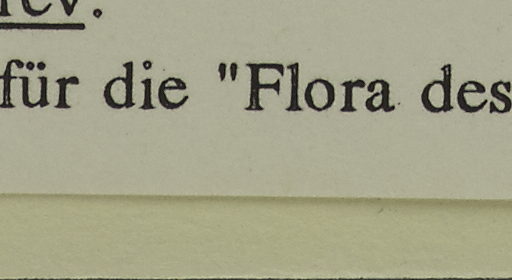 für die "Flora des